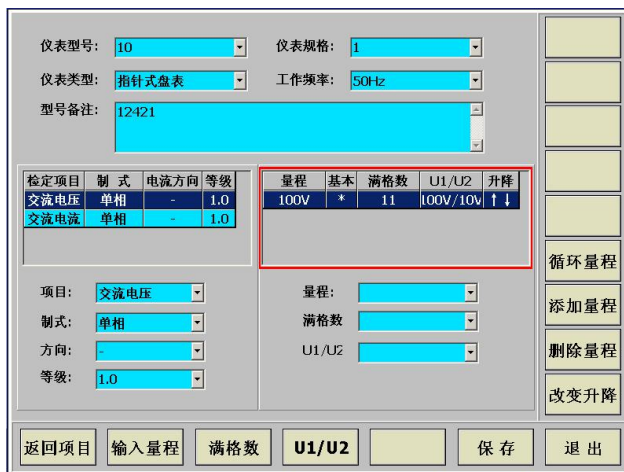 仪表型号: 10 仪表规格: 1
仪表类型: 指针式盘表 工作频率: 50Hz
型号备注: 12421
检定项目 制 式 电流方向 等级
交流电压 单相 - 1.0
交流电流 单相 - 1.0
量程 基本 满格数 U1/U2 升降
100V * 11 100V/10V ↑↓
循环量程
项目: 交流电压 量程:
添加量程
制式: 单相 满格数
方向: - U1/U2
删除量程
等级: 1.0
改变升降
返回项目 输入量程 满格数 U1/U2 保 存 退 出